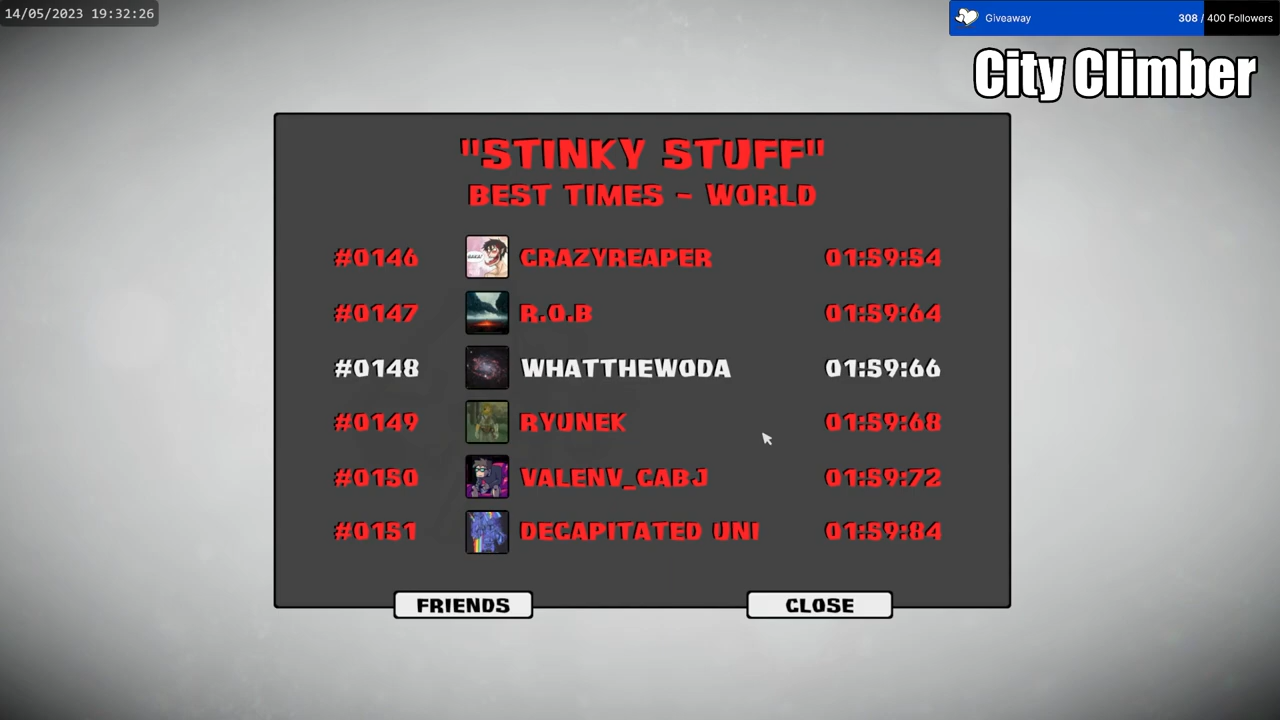 14/05/2023 19:32:26
Giveaway 308 / 400 Followers
City Climber
"STINKY STUFF"
BEST TIMES - WORLD
#0146 CRAZYREAPER 01:59:54
#0147 R.O.B 01:59:64
#0148 WHATTHEWODA 01:59:66
#0149 RYUNEK 01:59:68
#0150 VALENV_CABJ 01:59:72
#0151 DECAPITATED UNI 01:59:84
FRIENDS CLOSE